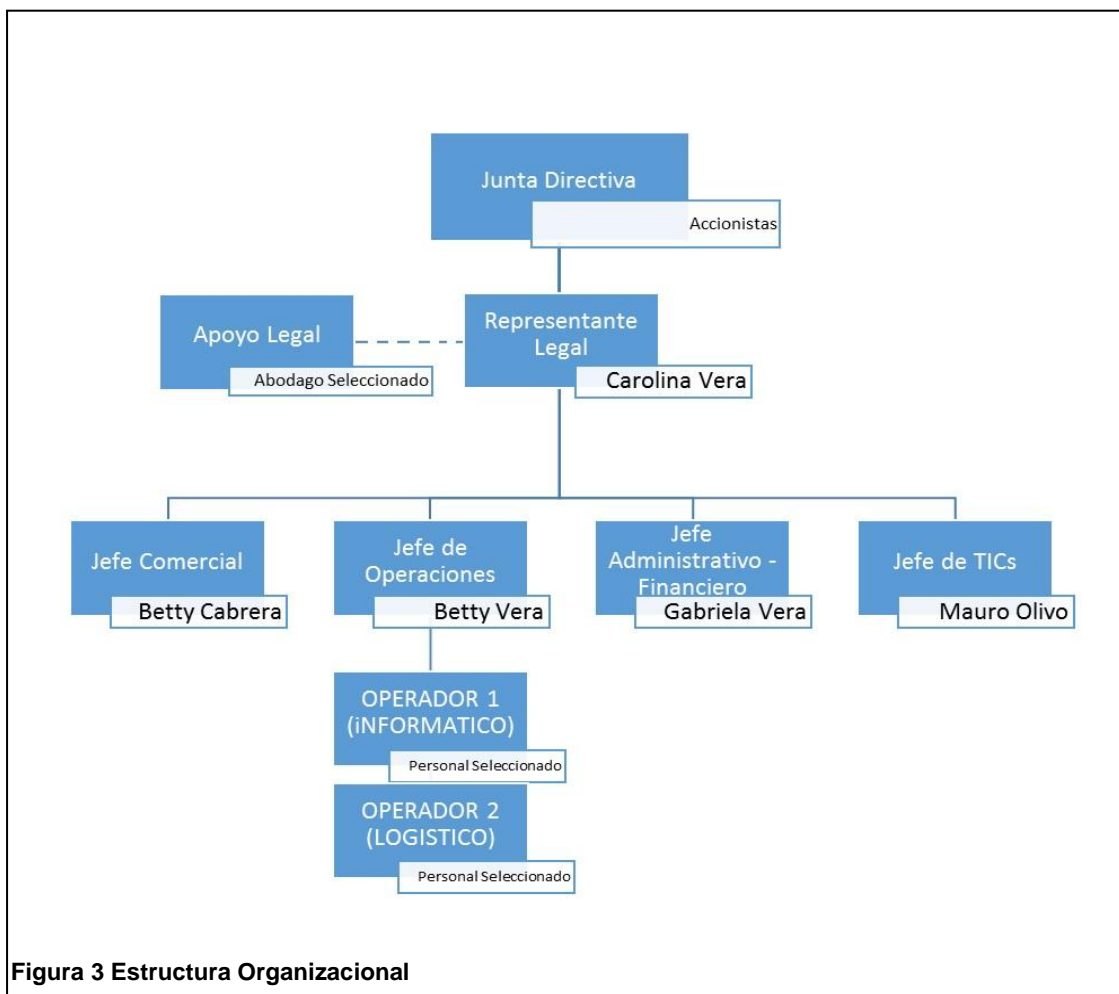 Junta Directiva
Accionistas
Apoyo Legal
Abodago Seleccionado
Representante
Legal
Carolina Vera
Jefe Comercial
Betty Cabrera
Jefe de
Operaciones
Betty Vera
Jefe
Administrativo -
Financiero
Gabriela Vera
Jefe de TICs
Mauro Olivo
OPERADOR 1
(iNFORMATICO)
Personal Seleccionado
OPERADOR 2
(LOGISTICO)
Personal Seleccionado
Figura 3 Estructura Organizacional